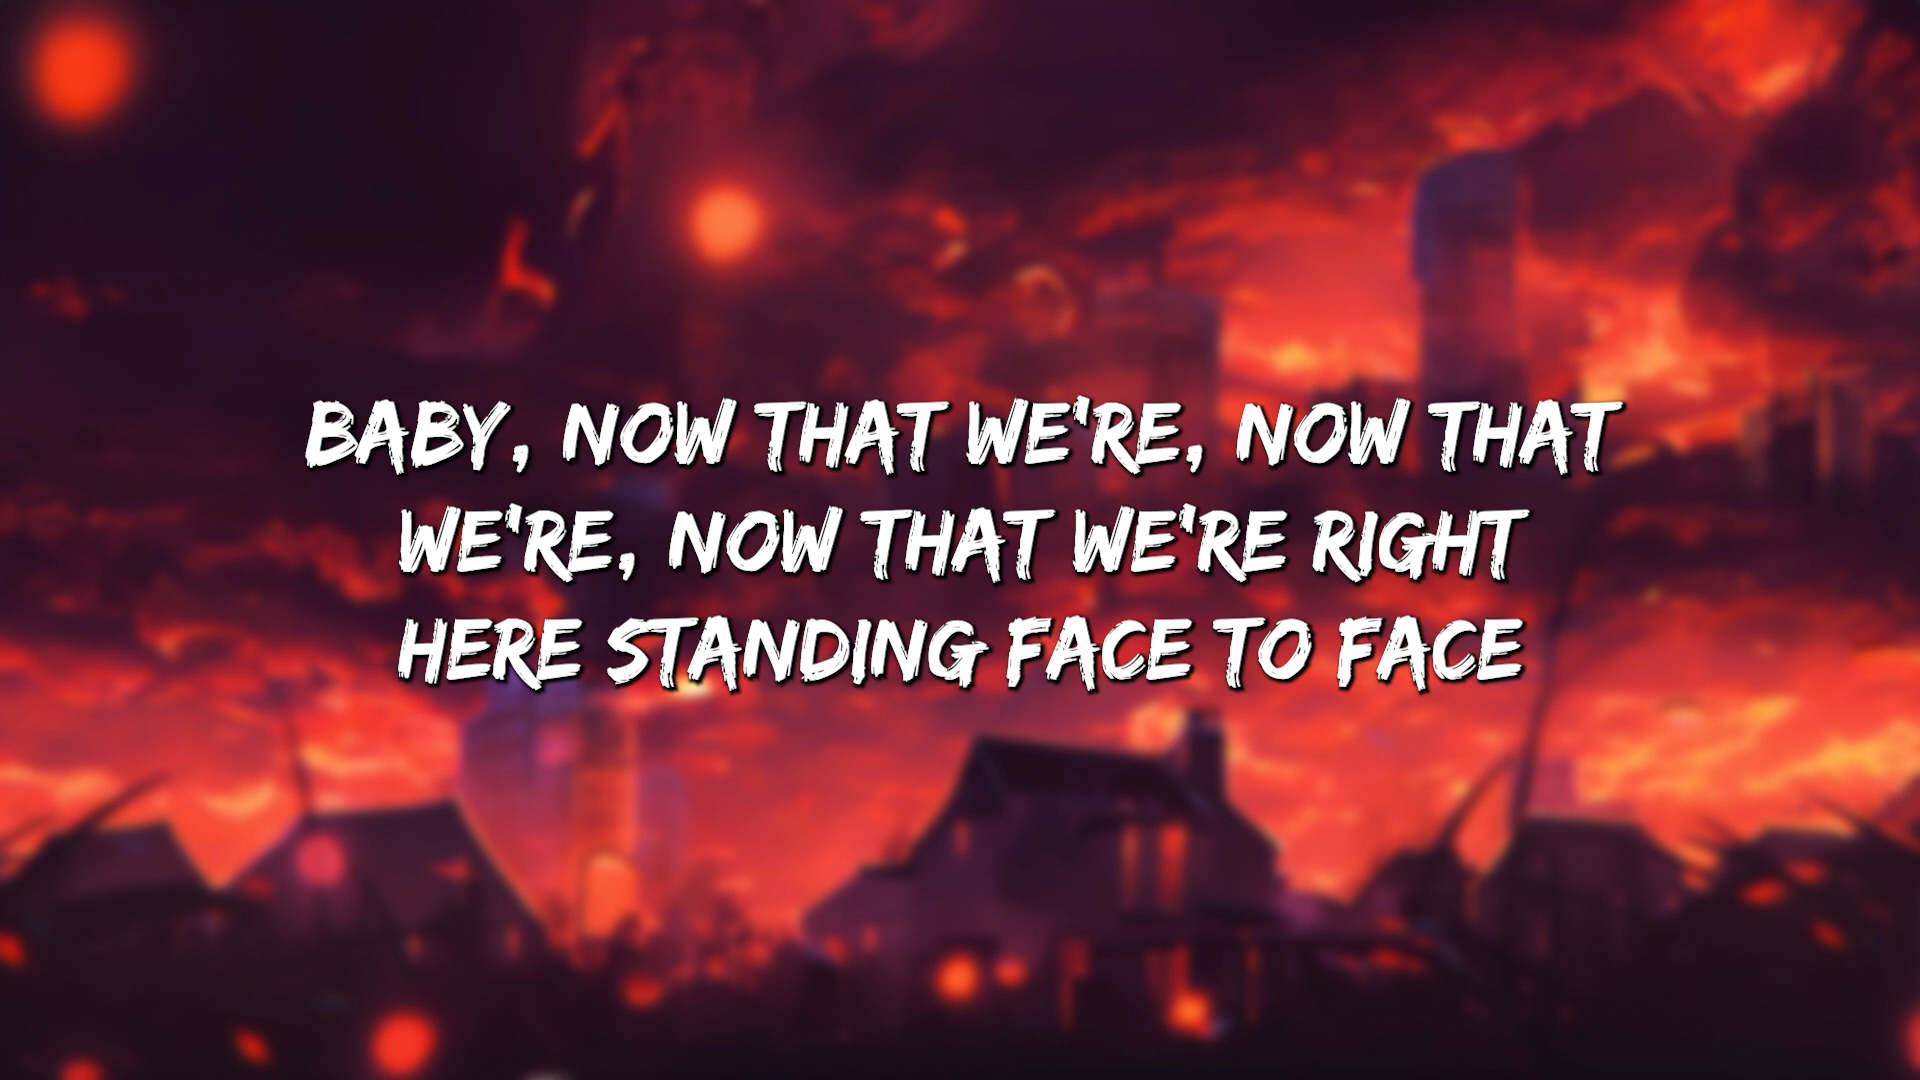 BABY, NOW THAT WE'RE, NOW THAT
WE'RE, NOW THAT WE'RE RIGHT
HERE STANDING FACE TO FACE